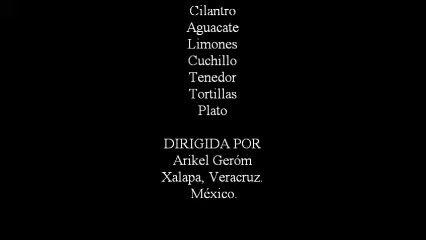 Cilantro
Aguacate
Limones
Cuchillo
Tenedor
Tortillas
Plato
DIRIGIDA POR
Arikel Geróm
Xalapa, Veracruz.
México.